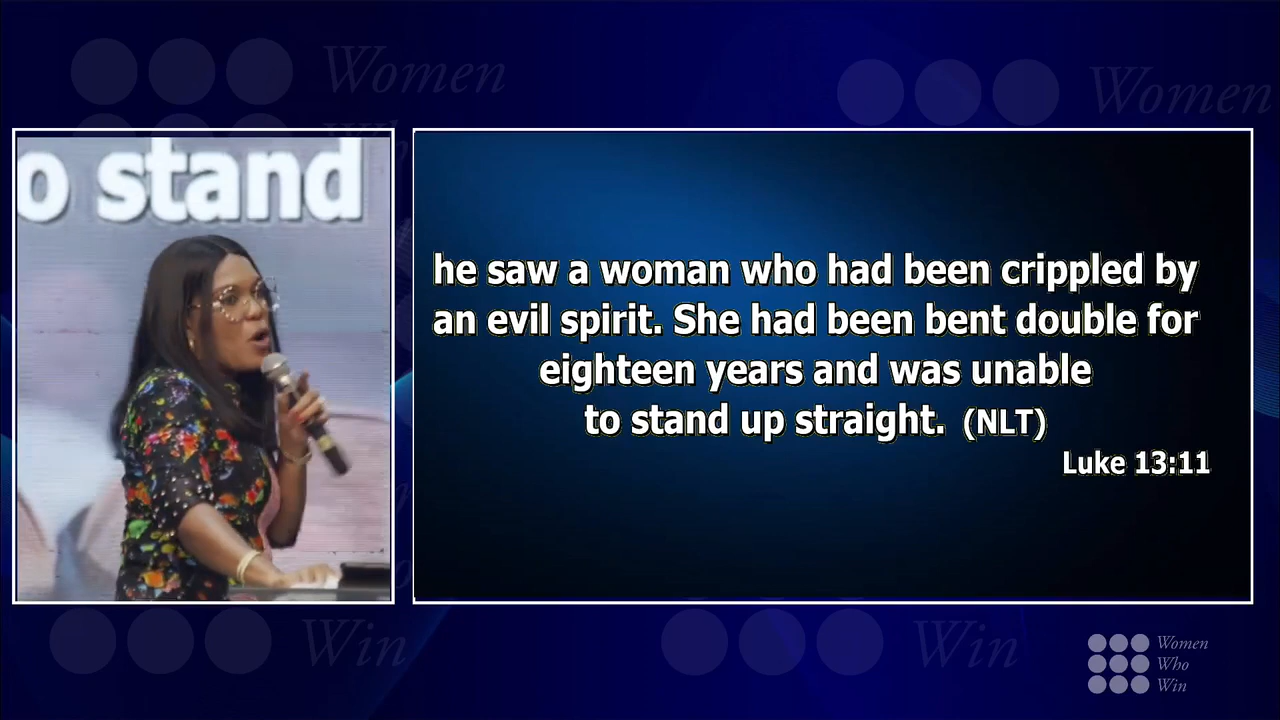 Women
Women
o stand
he saw a woman who had been crippled by
an evil spirit. She had been bent double for
eighteen years and was unable
to stand up straight. (NLT)
Luke 13:11
Win
Win
Women
Who
Win